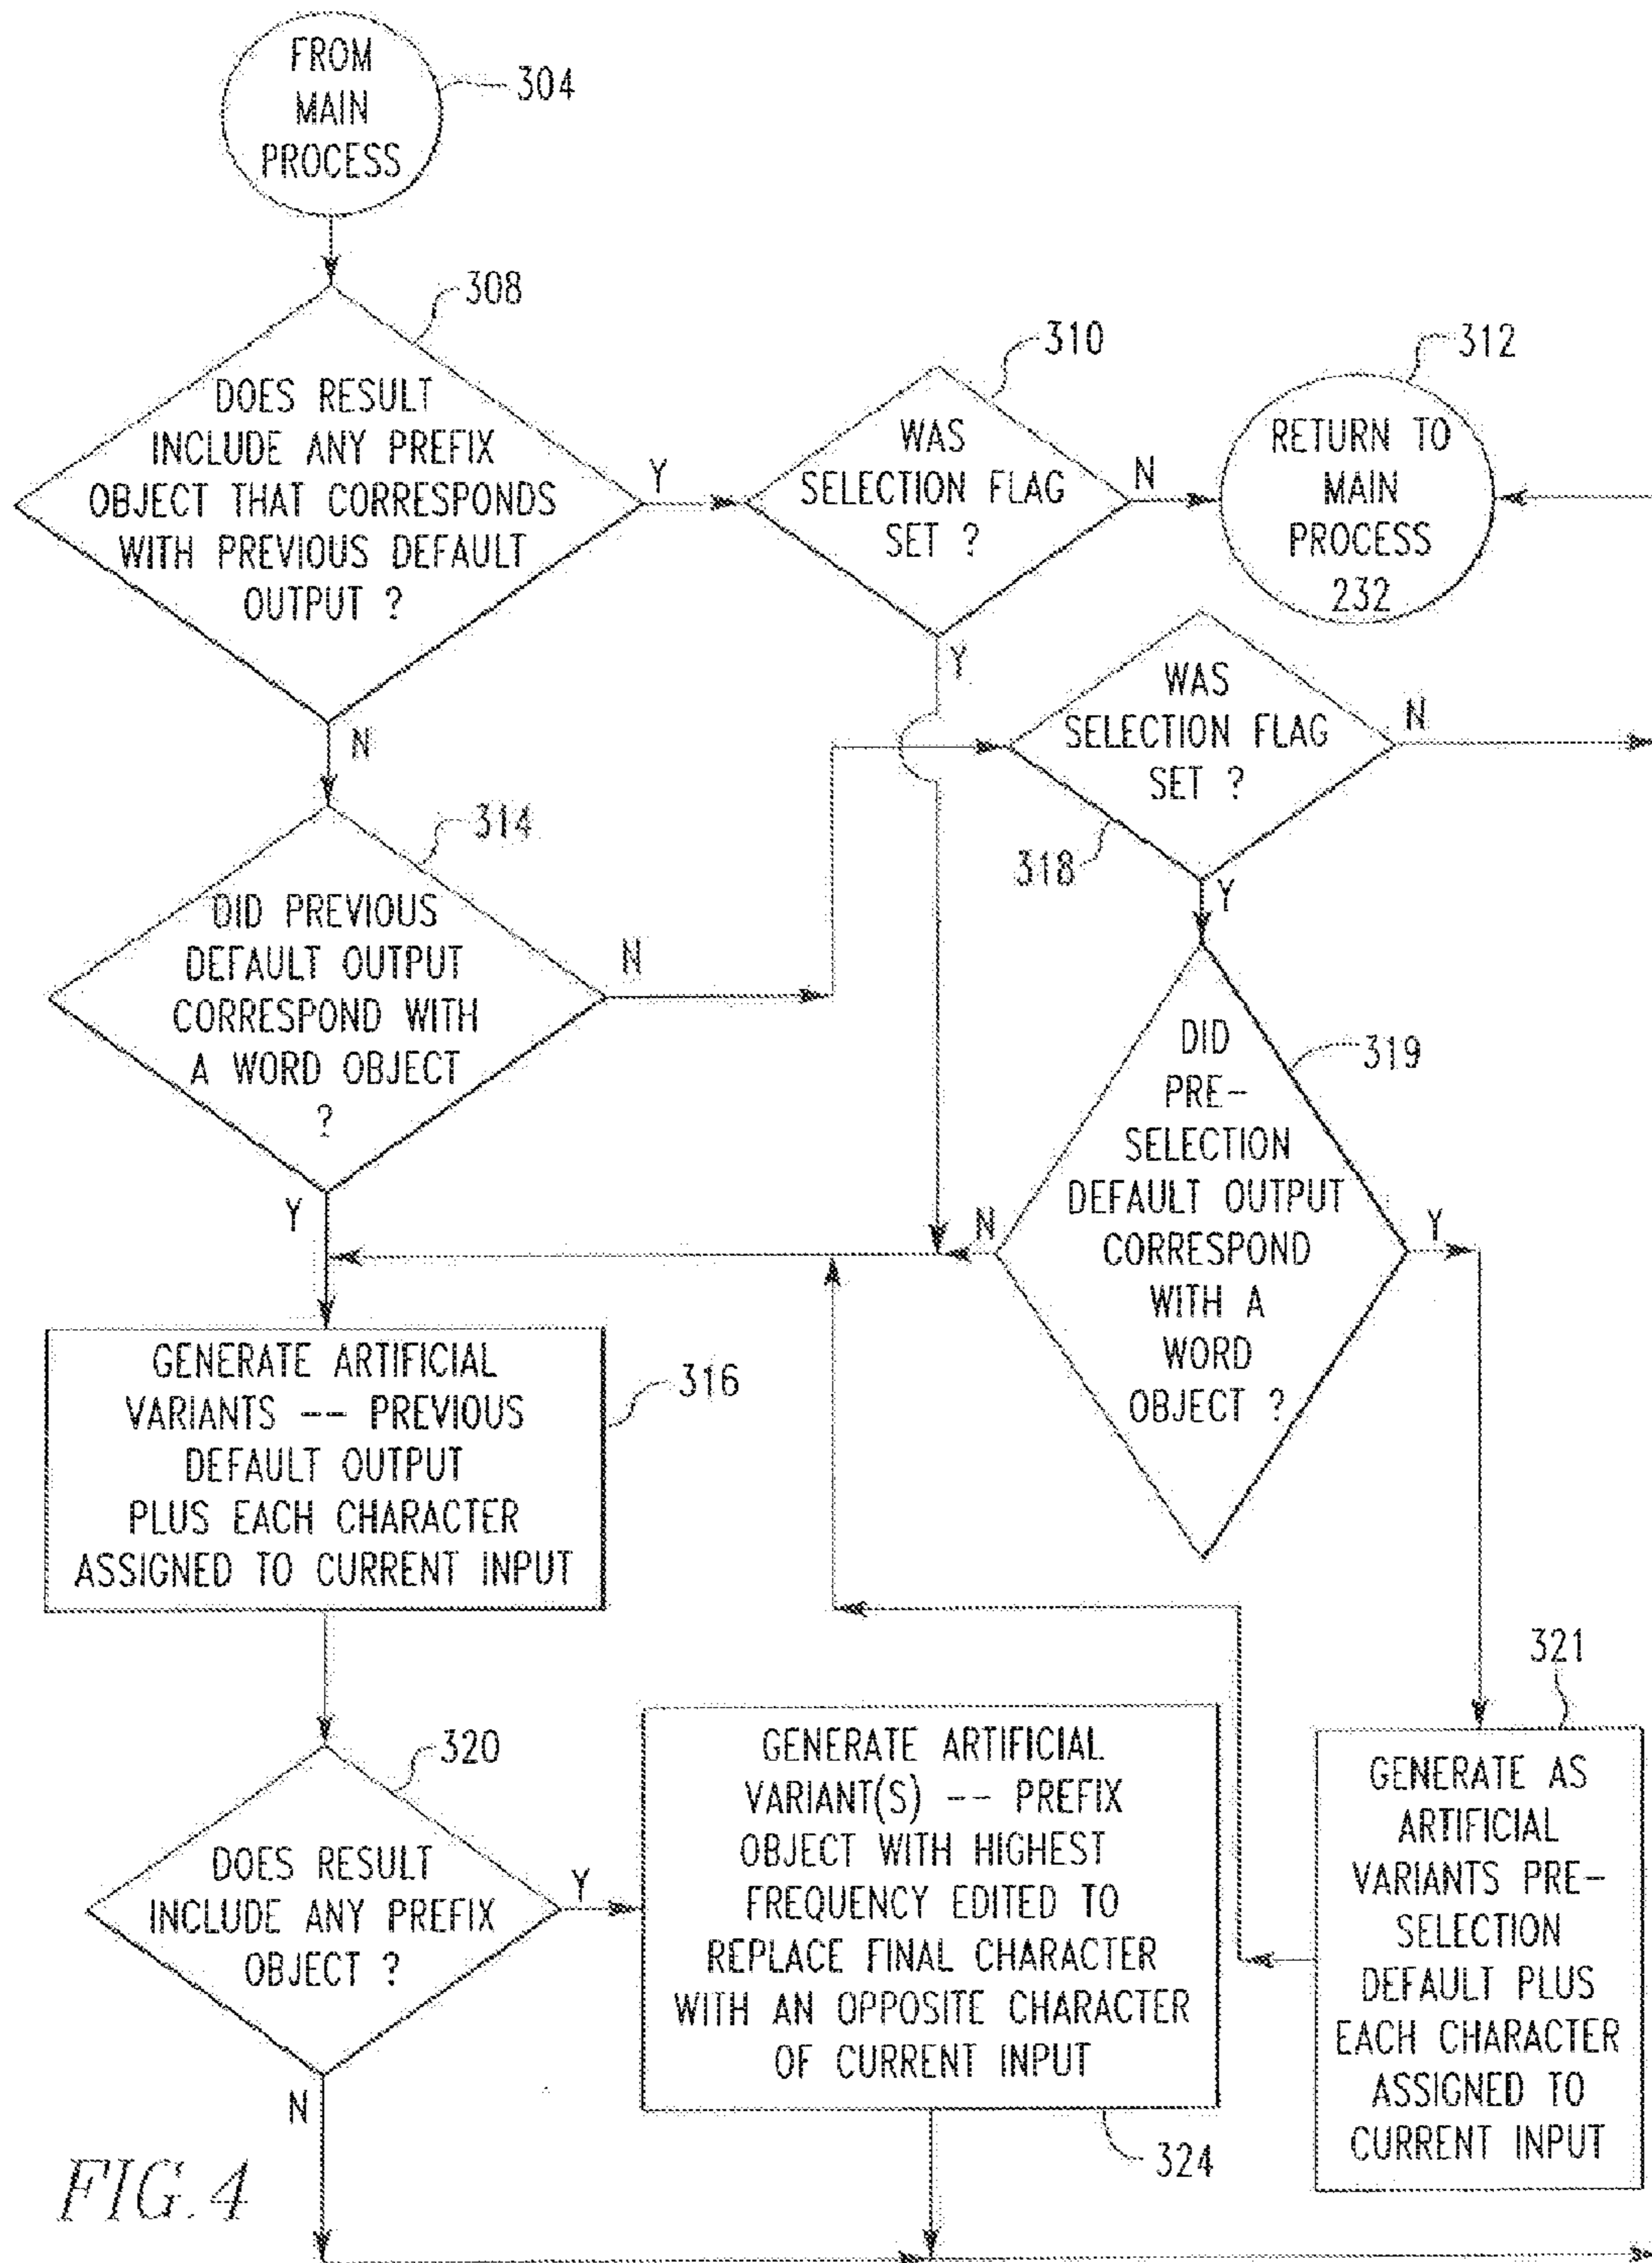 FROM
MAIN
PROCESS
304
308
DOES RESULT
INCLUDE ANY PREFIX
OBJECT THAT CORRESPONDS
WITH PREVIOUS DEFAULT
OUTPUT ?
Y
N
310
WAS
SELECTION FLAG
SET ?
N
Y
312
RETURN TO
MAIN
PROCESS
232
314
DID PREVIOUS
DEFAULT OUTPUT
CORRESPOND WITH
A WORD OBJECT
?
N
Y
WAS
SELECTION FLAG
SET ?
N
318
Y
DID
PRE-
SELECTION
DEFAULT OUTPUT
CORRESPOND
WITH A
WORD
OBJECT ?
319
N
Y
GENERATE ARTIFICIAL
VARIANTS -- PREVIOUS
DEFAULT OUTPUT
PLUS EACH CHARACTER
ASSIGNED TO CURRENT INPUT
316
320
DOES RESULT
INCLUDE ANY PREFIX
OBJECT ?
Y
N
GENERATE ARTIFICIAL
VARIANT(S) -- PREFIX
OBJECT WITH HIGHEST
FREQUENCY EDITED TO
REPLACE FINAL CHARACTER
WITH AN OPPOSITE CHARACTER
OF CURRENT INPUT
324
321
GENERATE AS
ARTIFICIAL
VARIANTS PRE-
SELECTION
DEFAULT PLUS
EACH CHARACTER
ASSIGNED TO
CURRENT INPUT
FIG.4